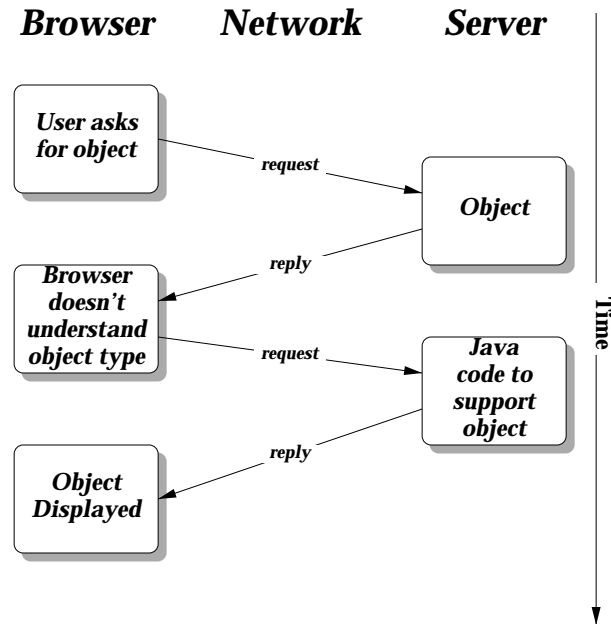 Browser Network Server
User asks
for object
request
Object
reply
Browser
doesn't
understand
object type
request
Java
code to
support
object
reply
Object
Displayed
Time